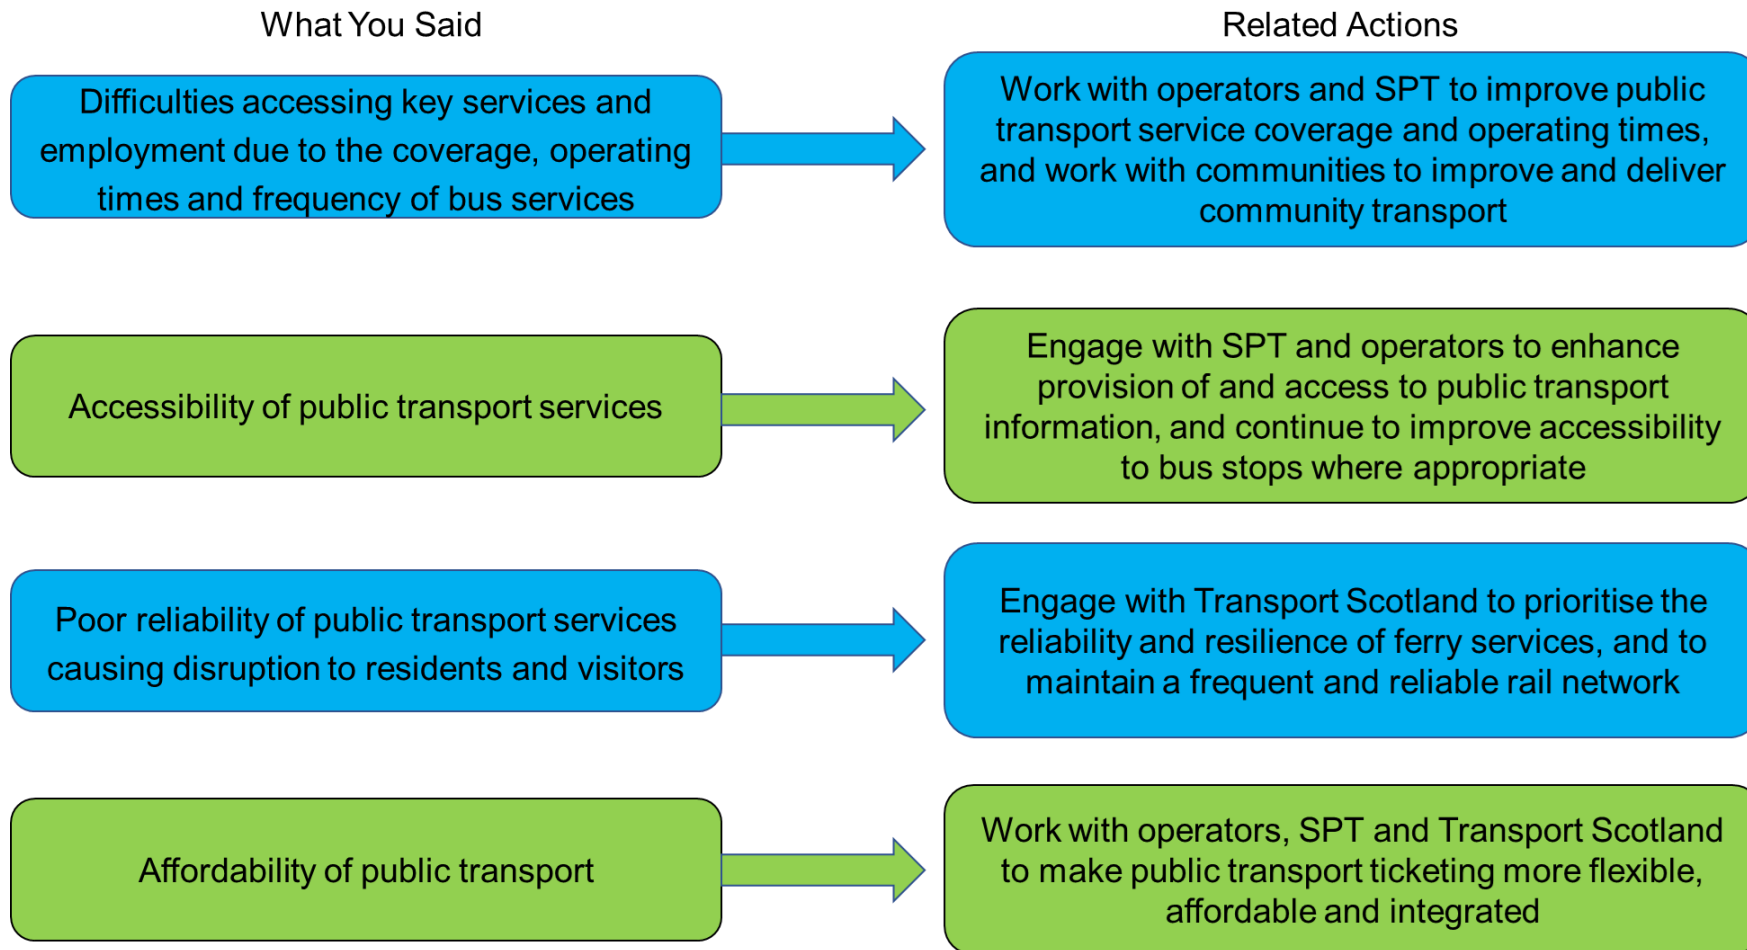 What You Said
Related Actions
Difficulties accessing key services and
employment due to the coverage, operating
times and frequency of bus services
Work with operators and SPT to improve public
transport service coverage and operating times,
and work with communities to improve and deliver
community transport
Accessibility of public transport services
Engage with SPT and operators to enhance
provision of and access to public transport
information, and continue to improve accessibility
to bus stops where appropriate
Poor reliability of public transport services
causing disruption to residents and visitors
Engage with Transport Scotland to prioritise the
reliability and resilience of ferry services, and to
maintain a frequent and reliable rail network
Affordability of public transport
Work with operators, SPT and Transport Scotland
to make public transport ticketing more flexible,
affordable and integrated